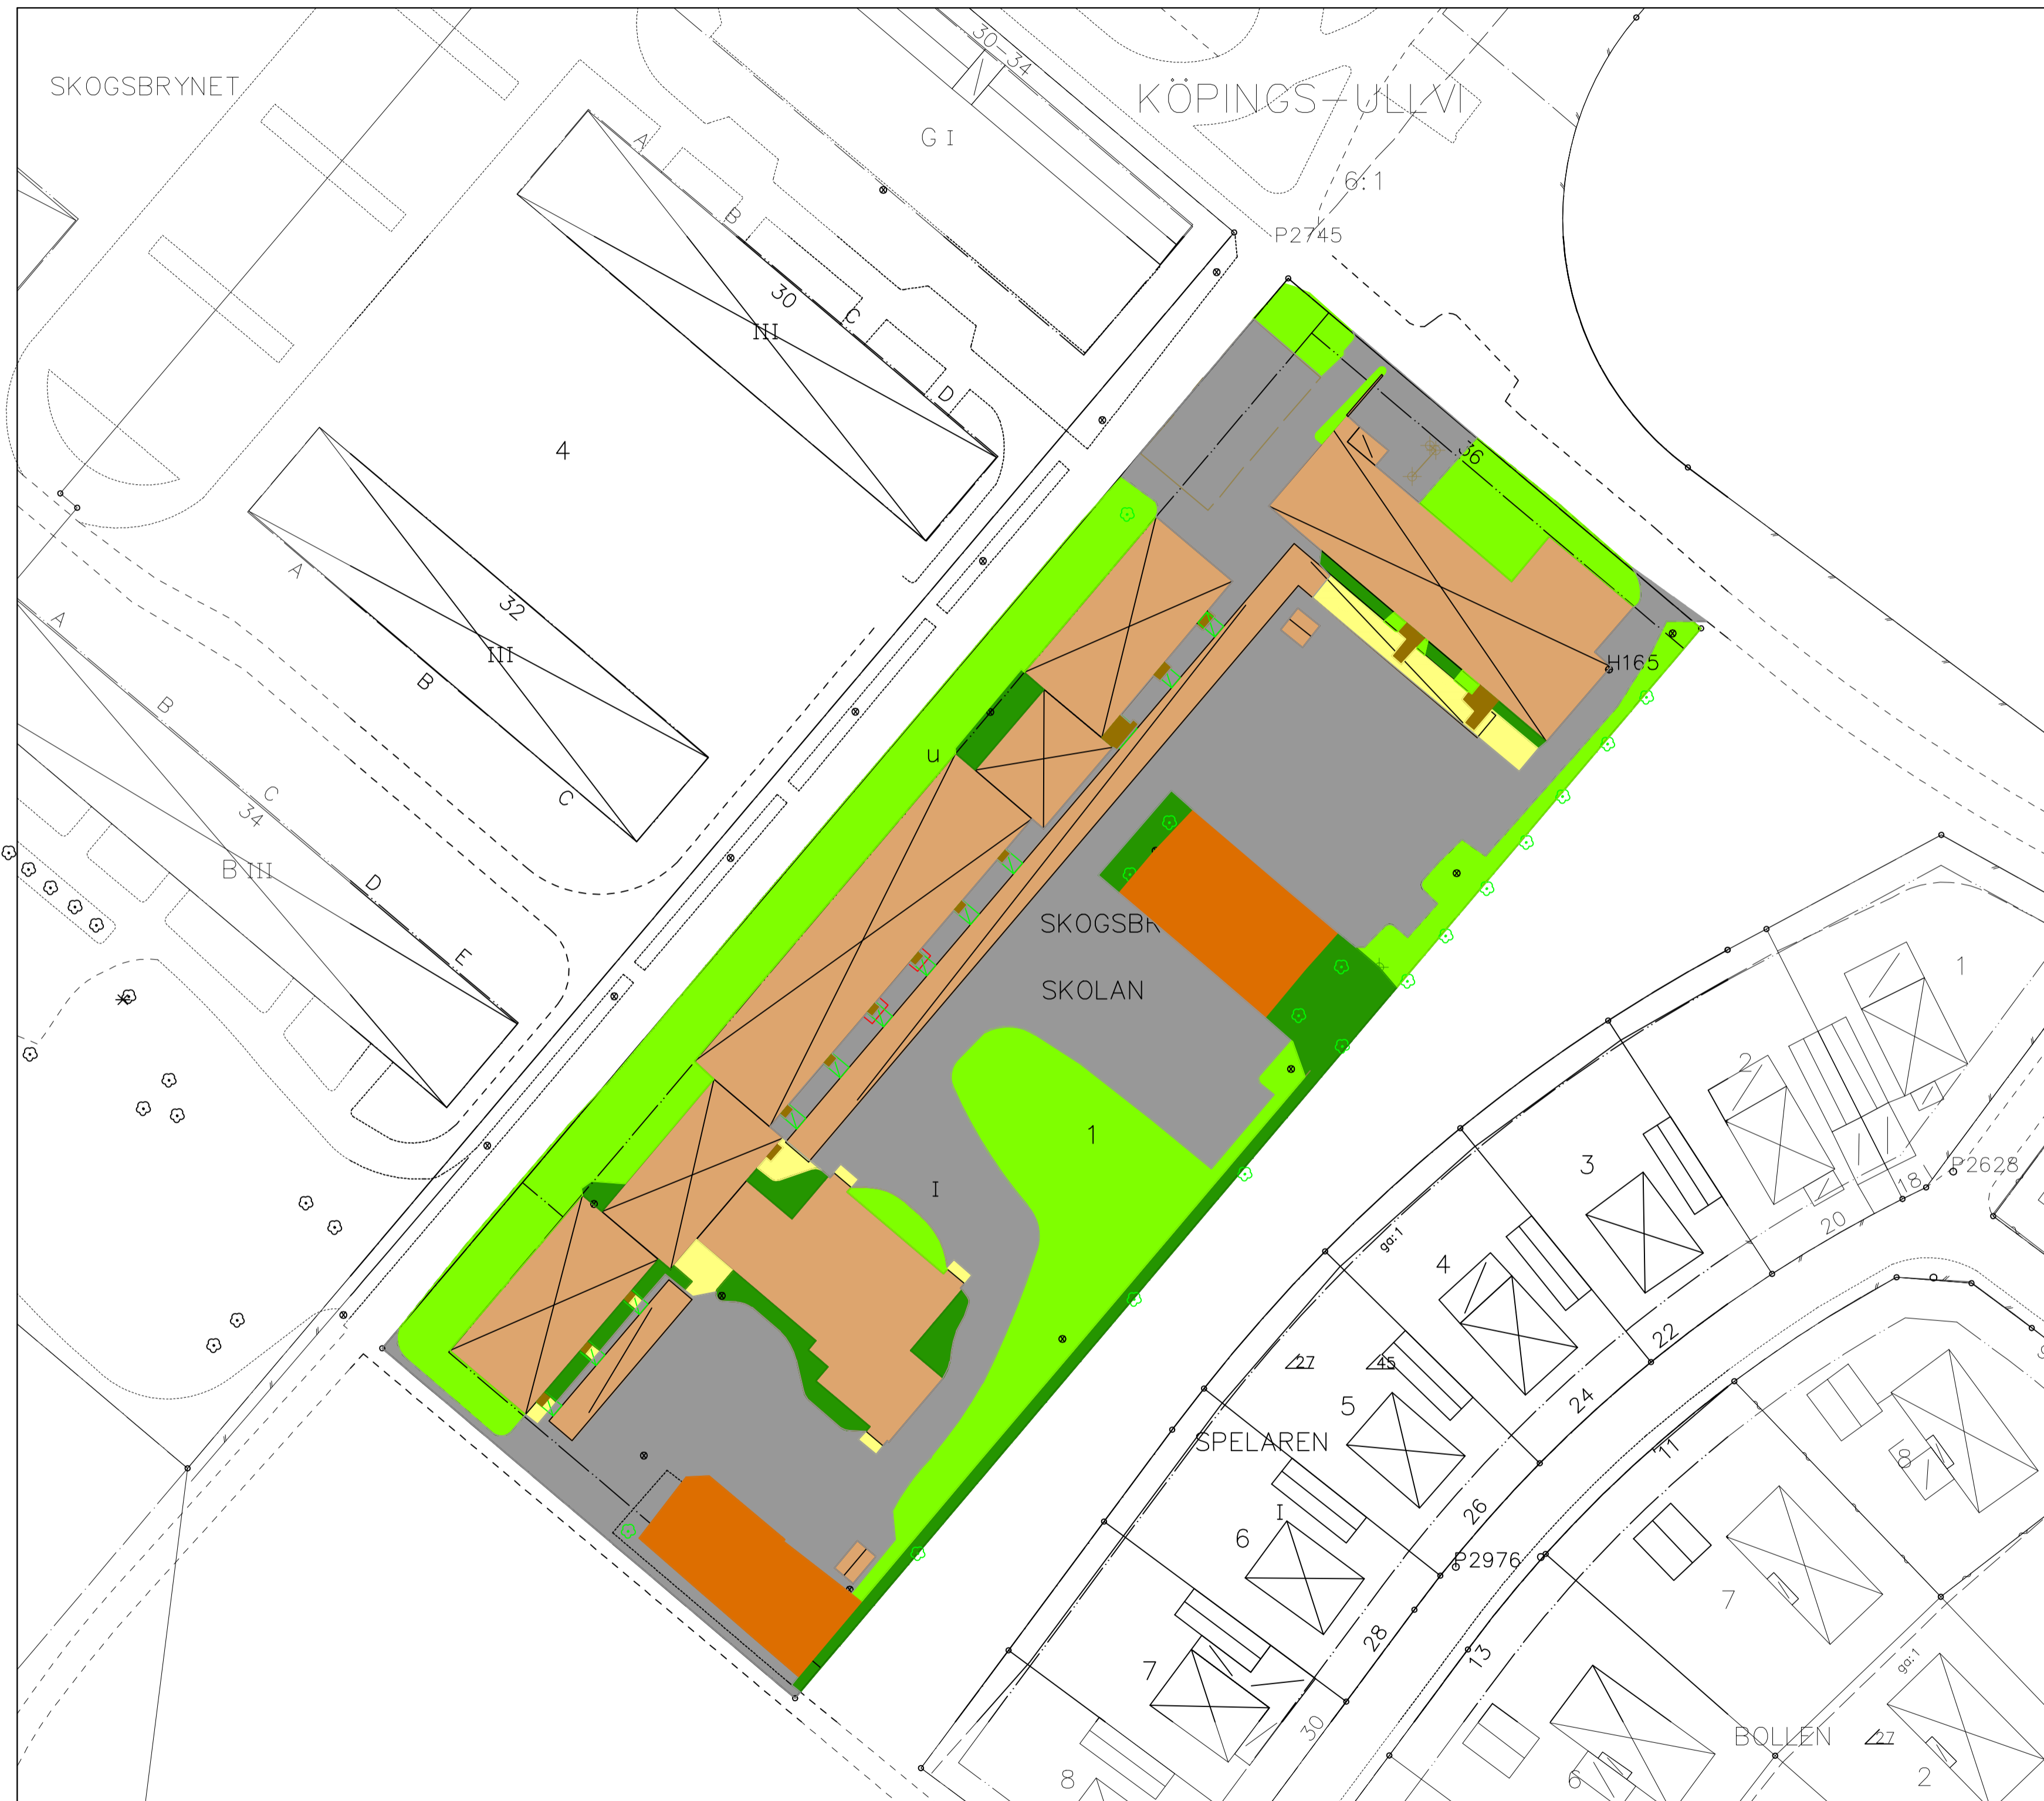 SKOGSBRYNET
30-34
KÖPINGS-ULLVI
G I
6:1
P2745
A
B
30
C
III
D
36
4
A
32
III
B
C
H165
A
B
C
34
B III
D
E
u
SKOGSBR
SKOLAN
1
I
1
2
3
P2628
18
20
4
ga:1
22
27
45
5
24
SPELAREN
11
8
I
6
26
P2976
7
28
13
7
ga:1
30
BOLLEN
27
8
6
2